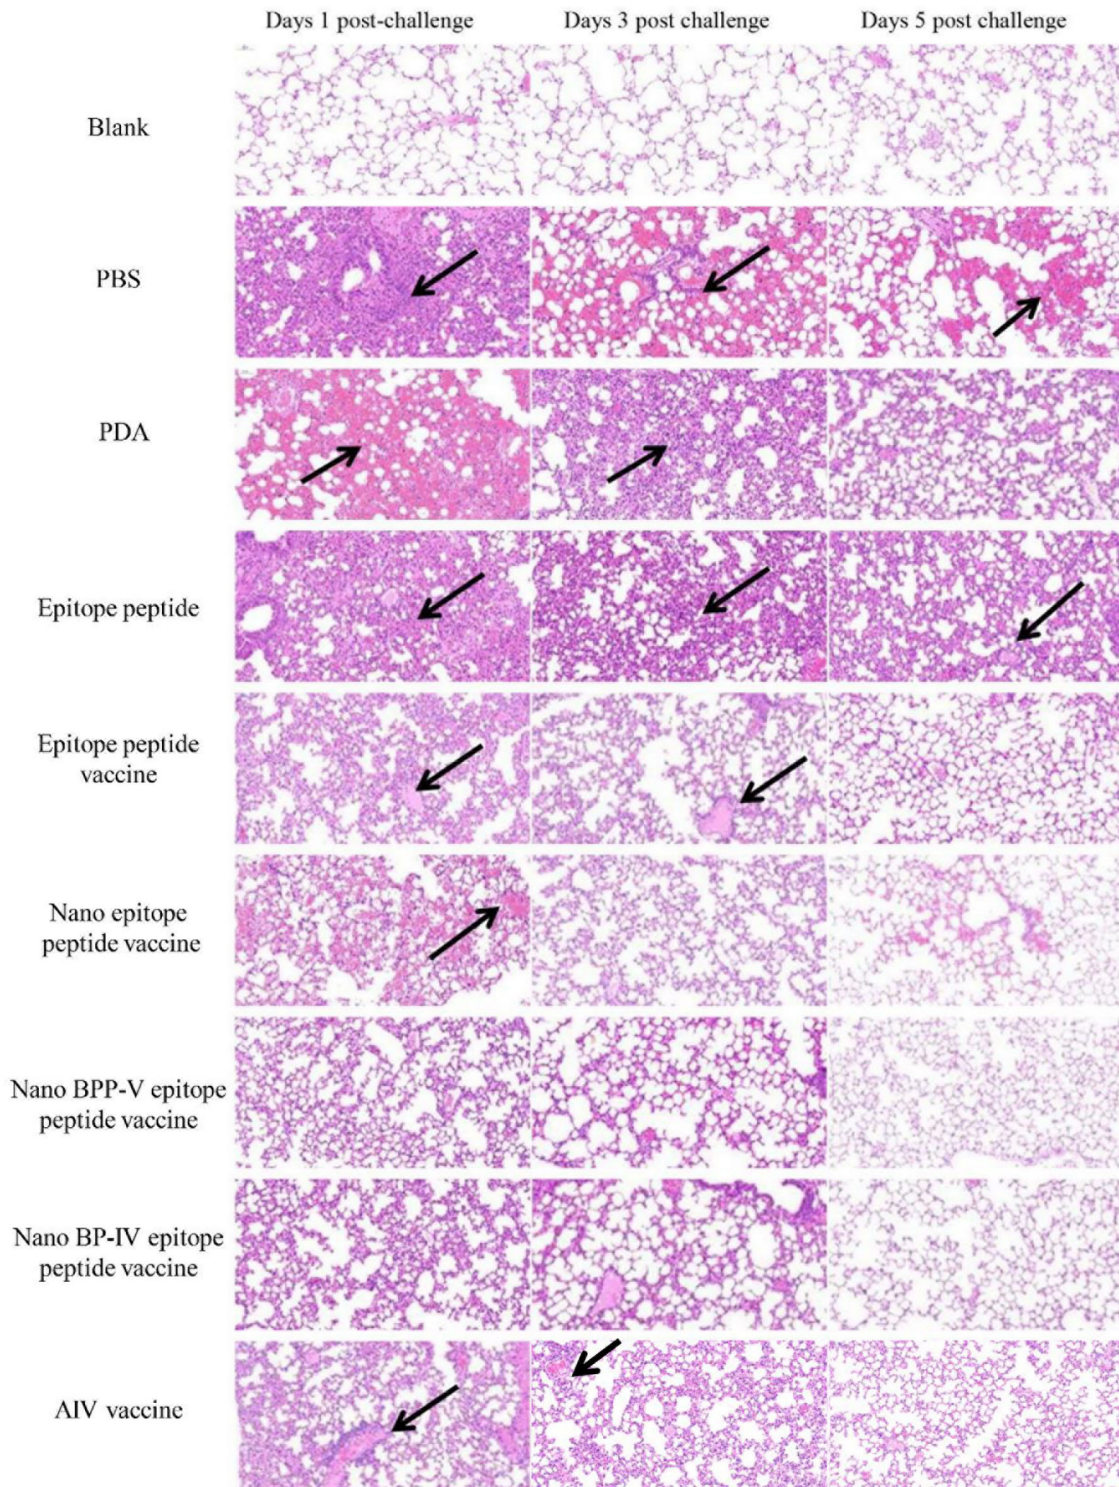 Days 1 post-challenge
Days 3 post challenge
Days 5 post challenge
Blank
PBS
PDA
Epitope peptide
Epitope peptide
vaccine
Nano epitope
peptide vaccine
Nano BPP-V epitope
peptide vaccine
Nano BP-IV epitope
peptide vaccine
AIV vaccine